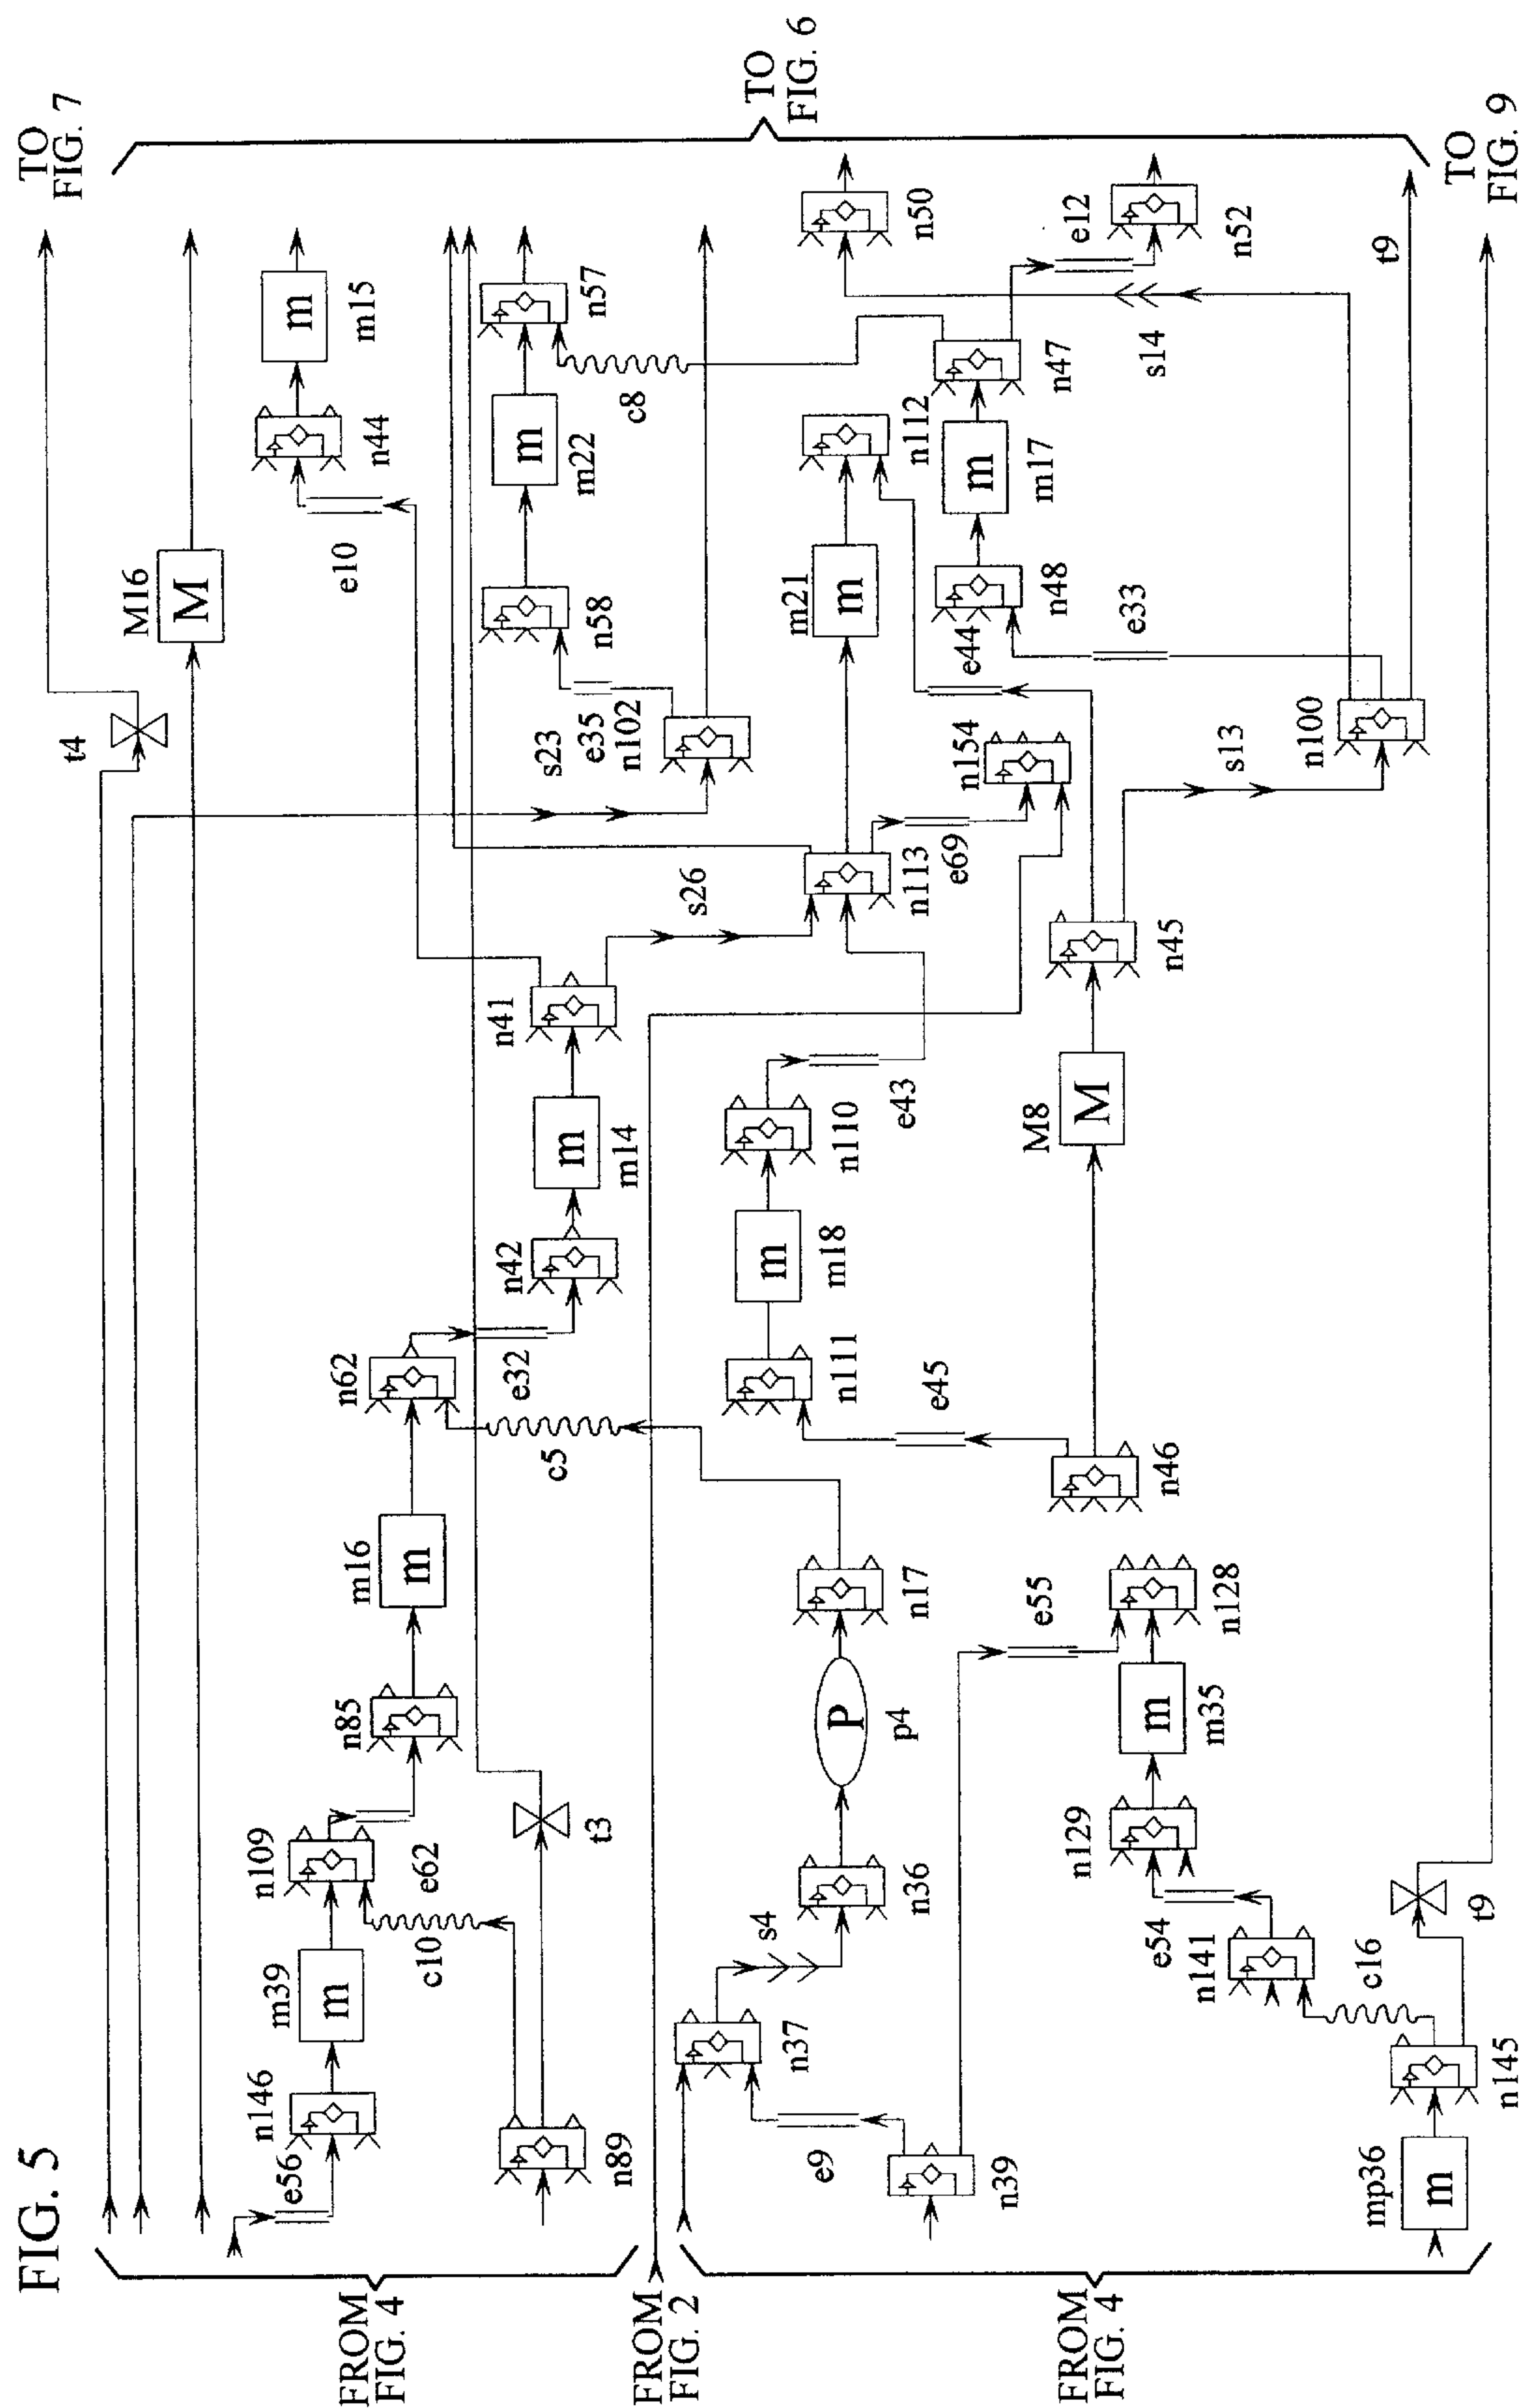 FIG. 5
TO
FIG. 7
FROM
FIG. 4
FROM
FIG. 2
FROM
FIG. 4
TO
FIG. 6
TO
FIG. 9
t4
M16
M
e56
n146
m39
m
n109
c10
e62
n85
m16
m
n62
e32
c5
n89
t3
n42
m14
m
n41
s26
e10
n44
m15
m
s23
e35
n102
n58
m22
m
n57
c8
n37
s4
e9
n39
n36
p4
P
n17
n111
m18
m
n110
e43
e45
n46
M8
M
n45
n113
e69
n154
m21
m
n112
e44
n48
m17
m
n47
e33
s13
n100
s14
n50
e12
n52
t9
e55
n128
m35
m
n129
e54
n141
c16
n145
mp36
m
t9